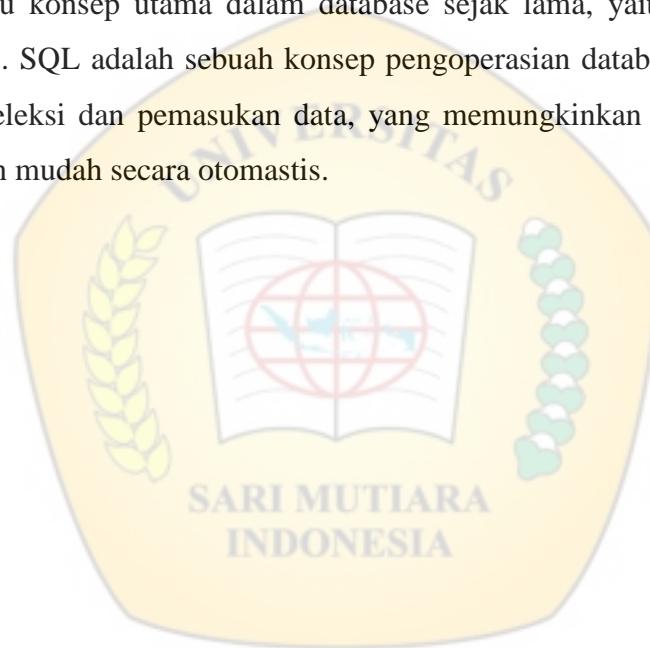 u konsep utama dalam database sejak lama, yait
. SQL adalah sebuah konsep pengoperasian datab
eleksi dan pemasukan data, yang memungkinkan
n mudah secara otomastis.
UNIVERSITAS
SARI MUTIARA
INDONESIA